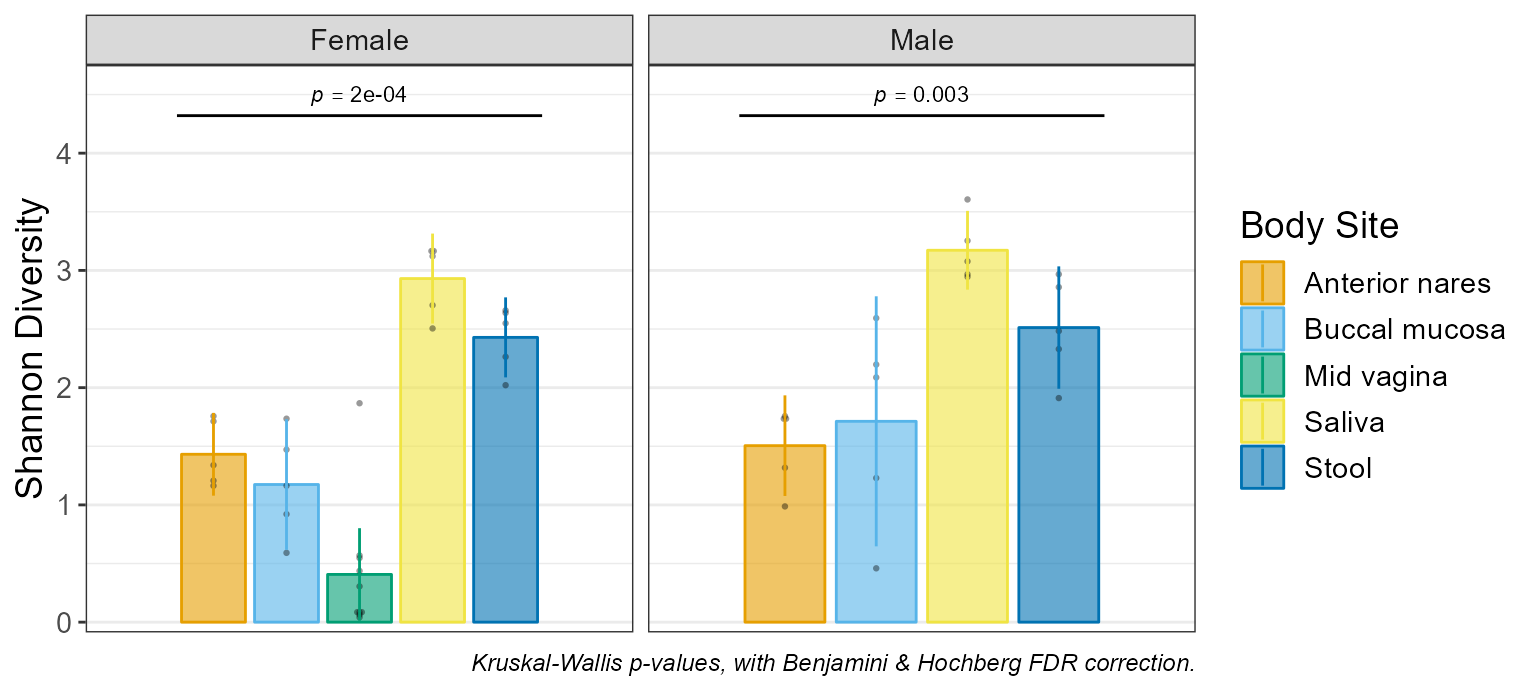 Female
Male
p = 2e-04
p = 0.003
Shannon Diversity
4
3
2
1
0
Body Site
Anterior nares
Buccal mucosa
Mid vagina
Saliva
Stool
Kruskal-Wallis p-values, with Benjamini & Hochberg FDR correction.